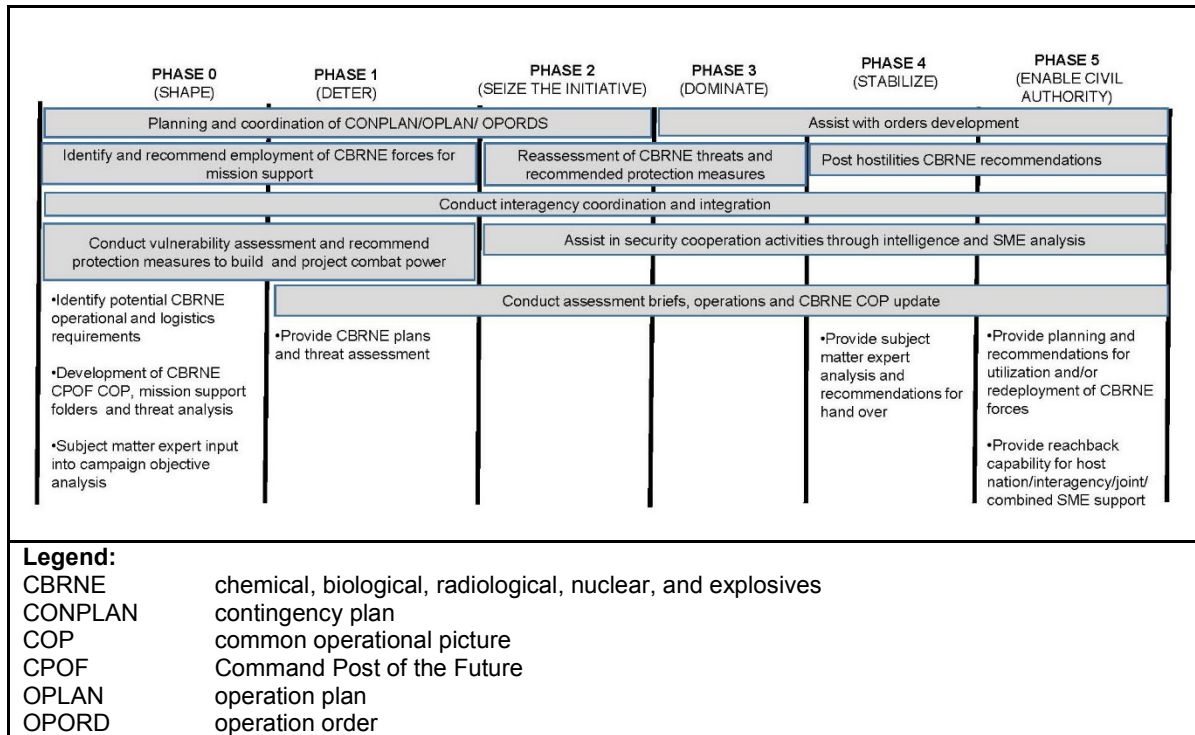 PHASE 0
(SHAPE)
PHASE 1
(DETER)
PHASE 2
(SEIZE THE INITIATIVE)
PHASE 3
(DOMINATE)
PHASE 4
(STABILIZE)
PHASE 5
(ENABLE CIVIL
AUTHORITY)
Planning and coordination of CONPLAN/OPLAN/ OPORDS
Assist with orders development
Identify and recommend employment of CBRNE forces for
mission support
Reassessment of CBRNE threats and
recommended protection measures
Post hostilities CBRNE recommendations
Conduct interagency coordination and integration
Conduct vulnerability assessment and recommend
protection measures to build and project combat power
Assist in security cooperation activities through intelligence and SME analysis
Conduct assessment briefs, operations and CBRNE COP update
•Identify potential CBRNE
operational and logistics
requirements
•Development of CBRNE
CPOF COP, mission support
folders and threat analysis
•Subject matter expert input
into campaign objective
analysis
•Provide CBRNE plans
and threat assessment
•Provide subject
matter expert
analysis and
recommendations for
hand over
•Provide planning and
recommendations for
utilization and/or
redeployment of CBRNE
forces
•Provide reachback
capability for host
nation/interagency/joint/
combined SME support
Legend:
CBRNE chemical, biological, radiological, nuclear, and explosives
CONPLAN contingency plan
COP common operational picture
CPOF Command Post of the Future
OPLAN operation plan
OPORD operation order